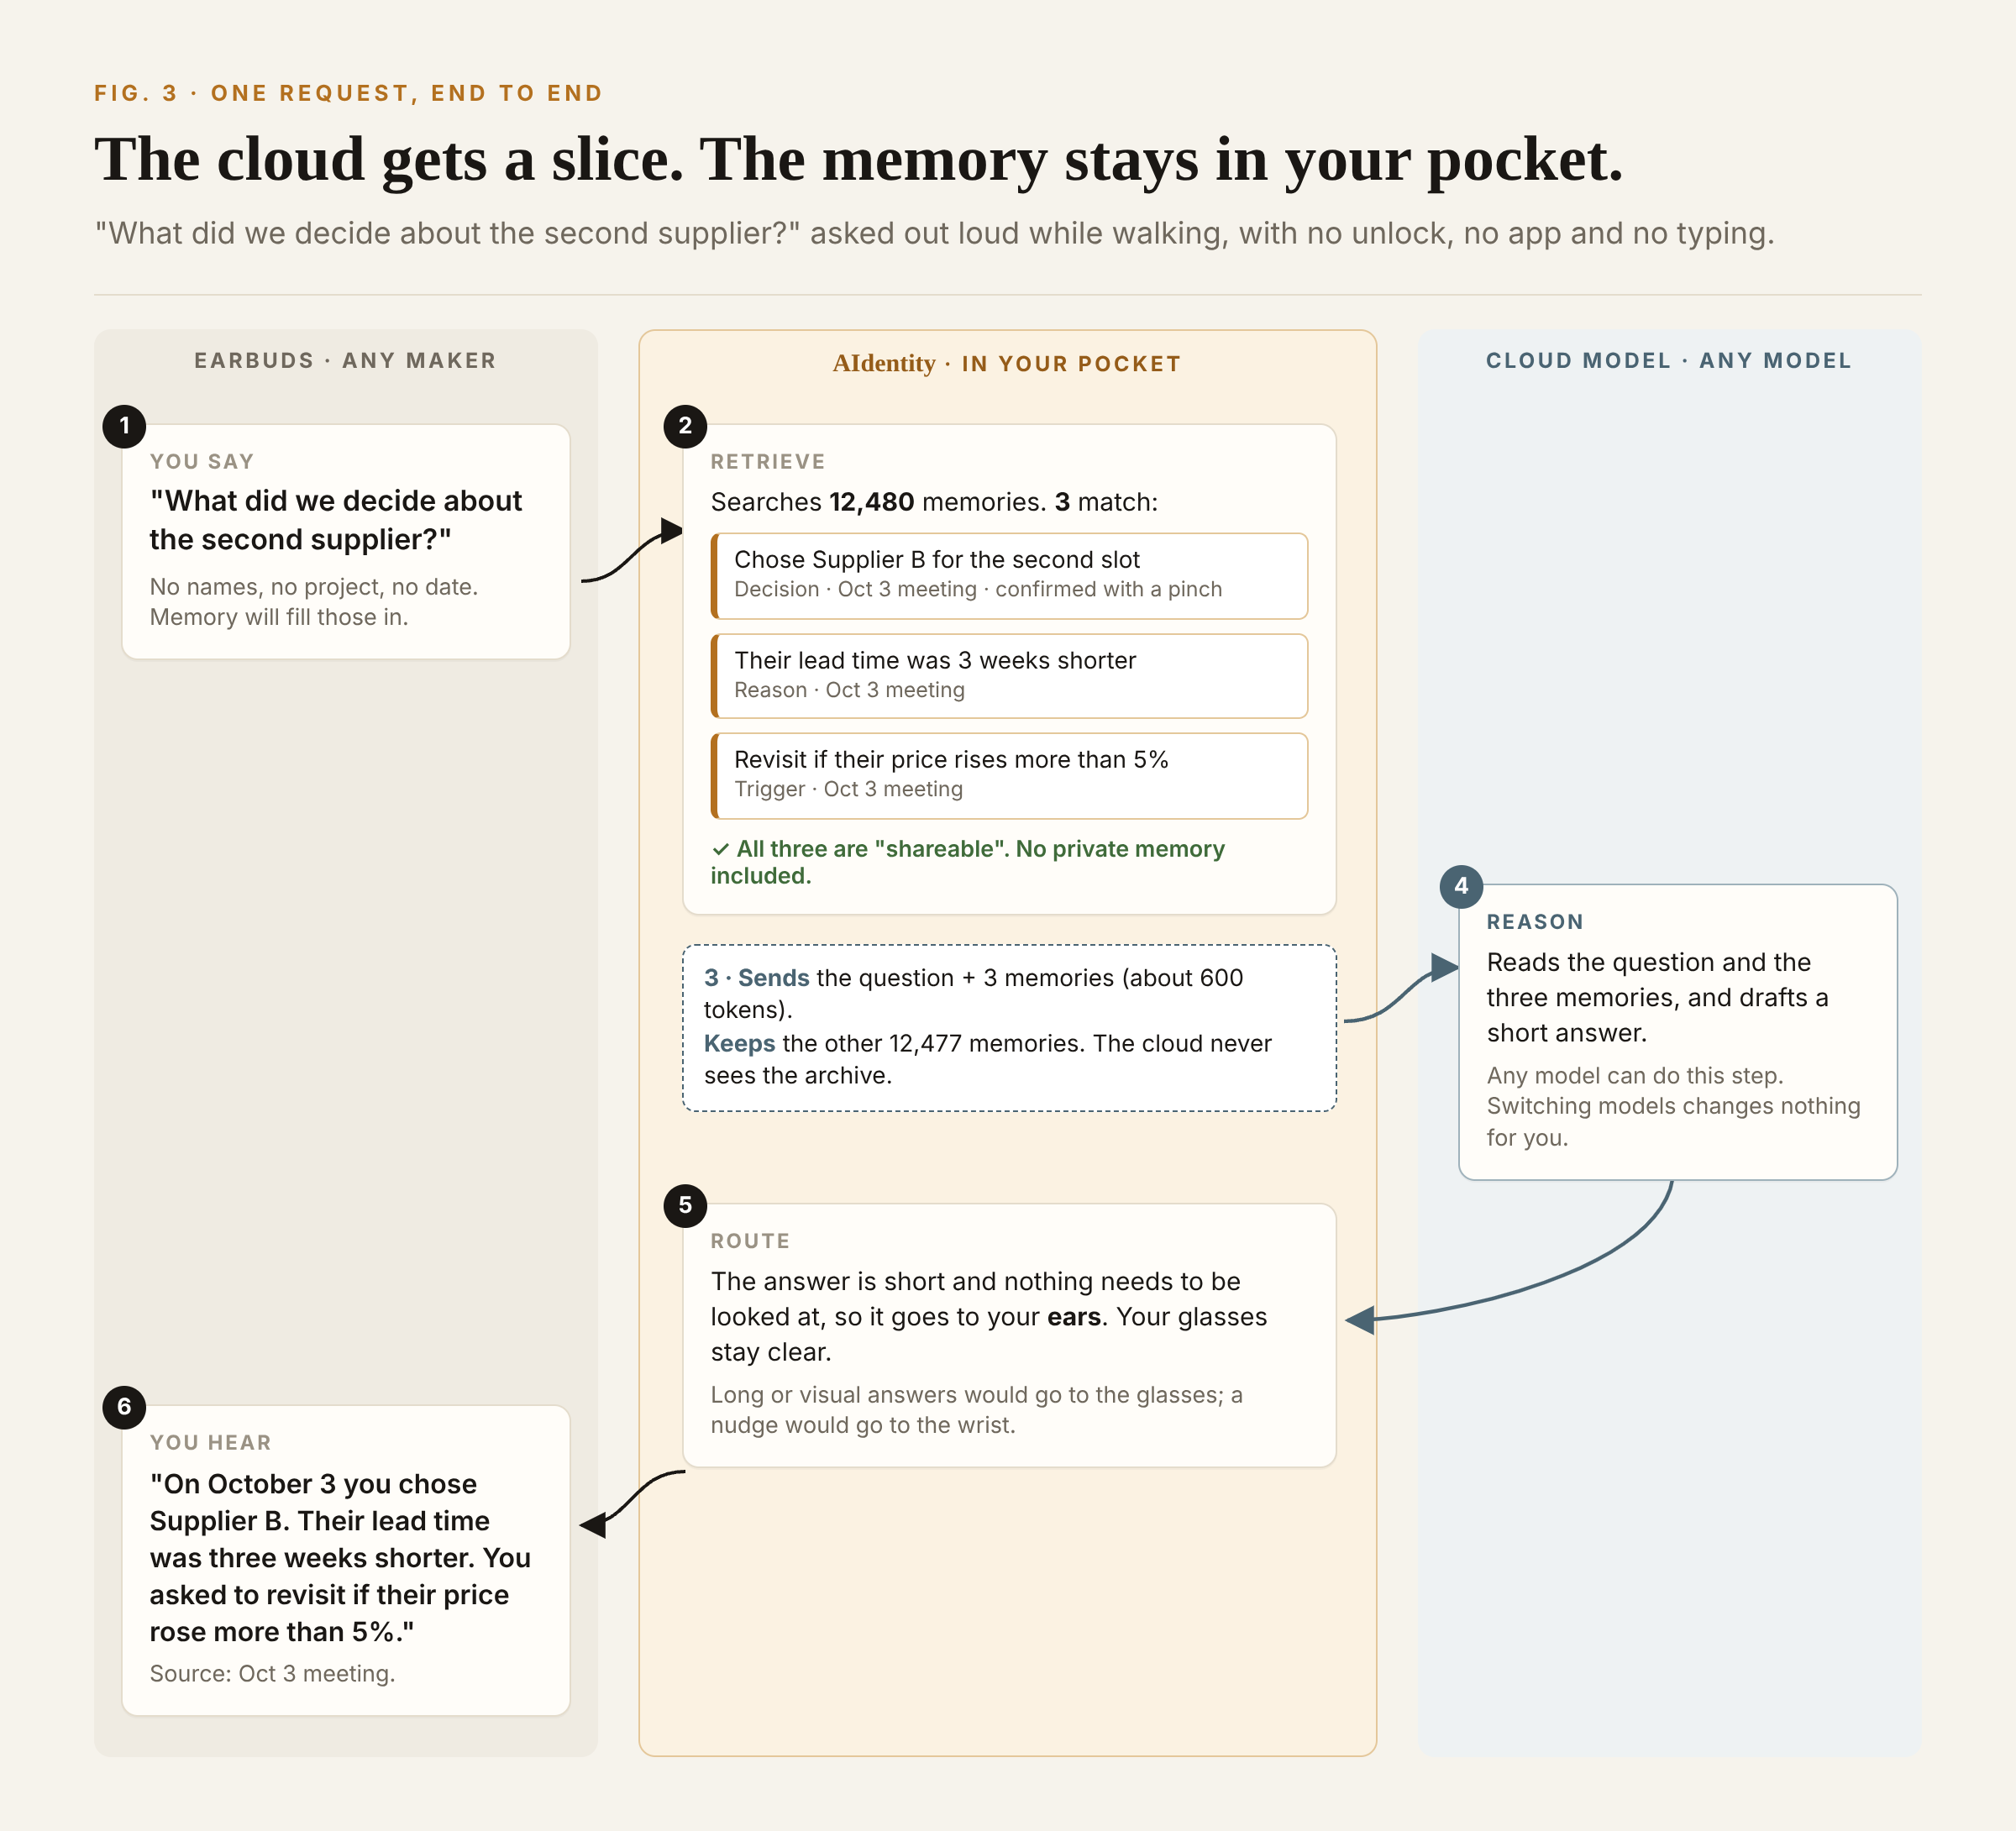 FIG. 3 · ONE REQUEST, END TO END
The cloud gets a slice. The memory stays in your pocket.
"What did we decide about the second supplier?" asked out loud while walking, with no unlock, no app and no typing.
EARBUDS · ANY MAKER
1
YOU SAY
"What did we decide about
the second supplier?"
No names, no project, no date.
Memory will fill those in.
AIdentity · IN YOUR POCKET
2
RETRIEVE
Searches 12,480 memories. 3 match:
Chose Supplier B for the second slot
Decision · Oct 3 meeting · confirmed with a pinch
Their lead time was 3 weeks shorter
Reason · Oct 3 meeting
Revisit if their price rises more than 5%
Trigger · Oct 3 meeting
✓ All three are "shareable". No private memory
included.
3 · Sends the question + 3 memories (about 600
tokens).
Keeps the other 12,477 memories. The cloud never
sees the archive.
CLOUD MODEL · ANY MODEL
4
REASON
Reads the question and the
three memories, and drafts a
short answer.
Any model can do this step.
Switching models changes nothing
for you.
5
ROUTE
The answer is short and nothing needs to be
looked at, so it goes to your ears. Your glasses
stay clear.
Long or visual answers would go to the glasses; a
nudge would go to the wrist.
6
YOU HEAR
"On October 3 you chose
Supplier B. Their lead time
was three weeks shorter. You
asked to revisit if their price
rose more than 5%."
Source: Oct 3 meeting.